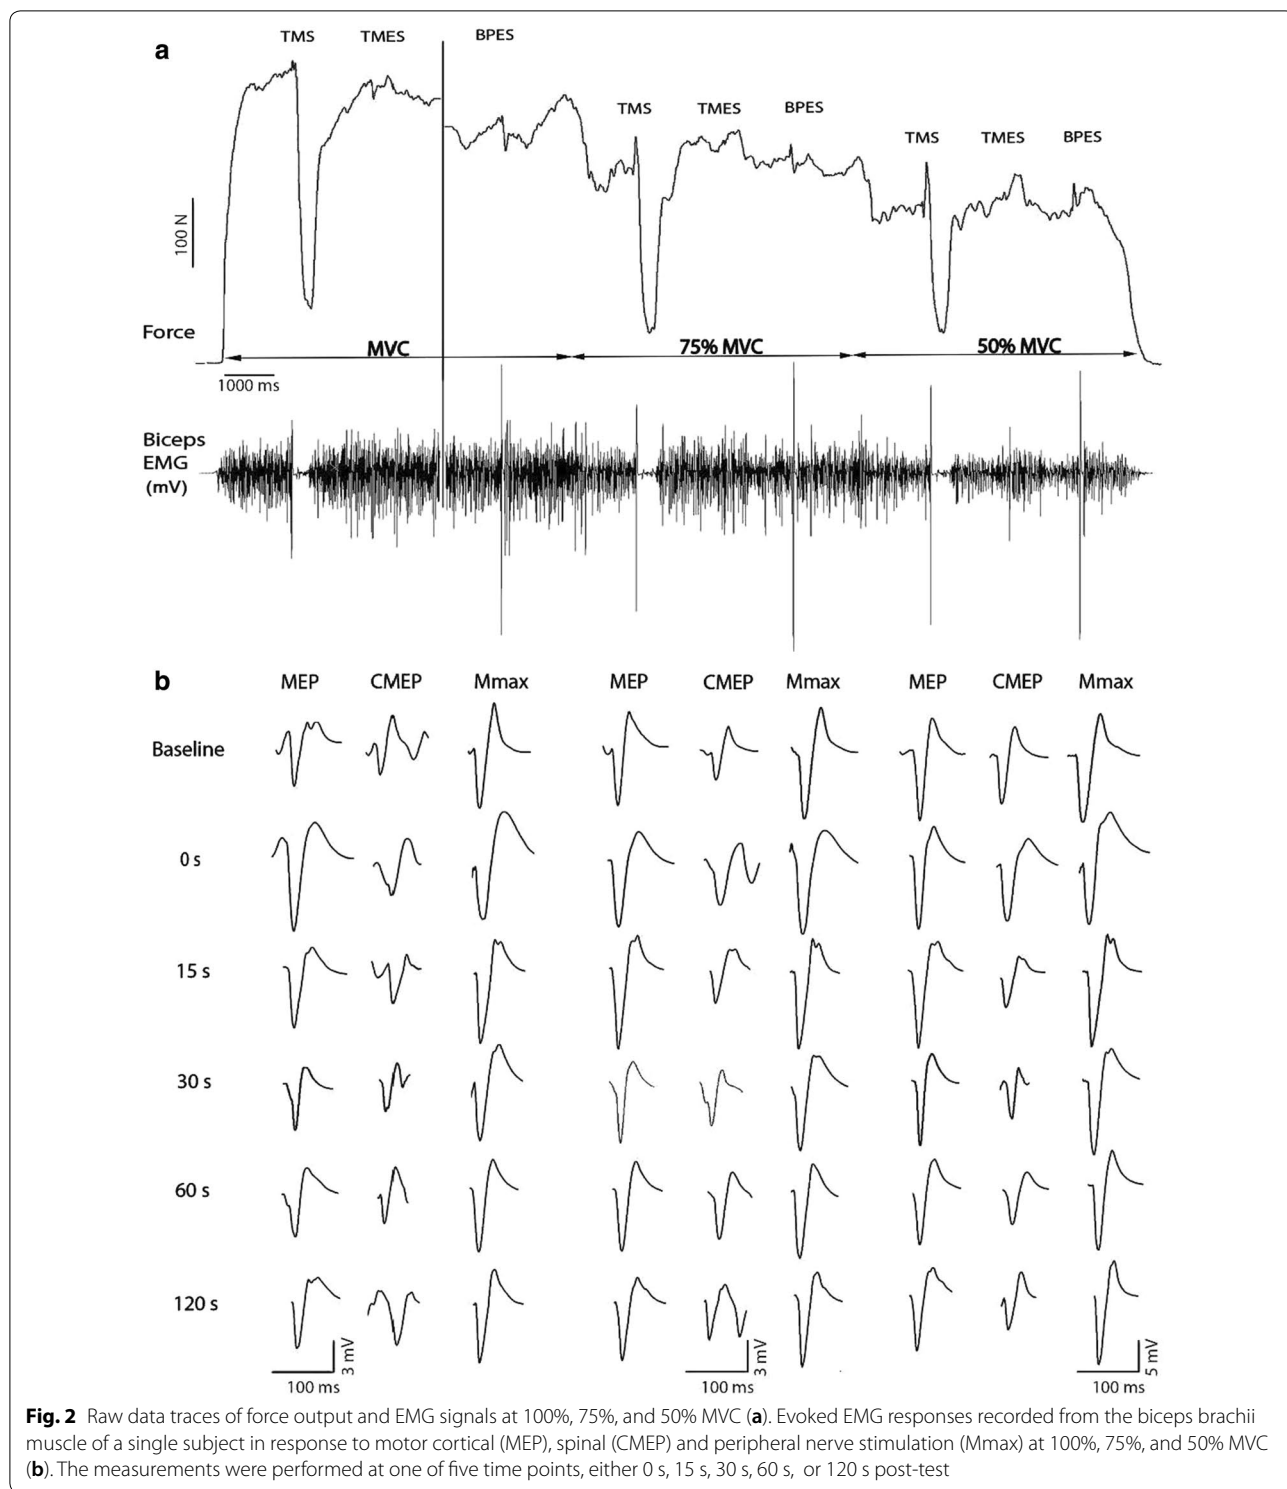 a
TMS TMES BPES
TMS TMES BPES
TMS TMES BPES
100 N
Force
MVC 75% MVC 50% MVC
1000 ms
Biceps
EMG
(mV)
b
MEP CMEP Mmax MEP CMEP Mmax MEP CMEP Mmax
Baseline
0 s
15 s
30 s
60 s
120 s
3 mV 3 mV 5 mV
100 ms 100 ms 100 ms
Fig. 2 Raw data traces of force output and EMG signals at 100%, 75%, and 50% MVC (a). Evoked EMG responses recorded from the biceps brachii
muscle of a single subject in response to motor cortical (MEP), spinal (CMEP) and peripheral nerve stimulation (Mmax) at 100%, 75%, and 50% MVC
(b). The measurements were performed at one of five time points, either 0 s, 15 s, 30 s, 60 s, or 120 s post-test